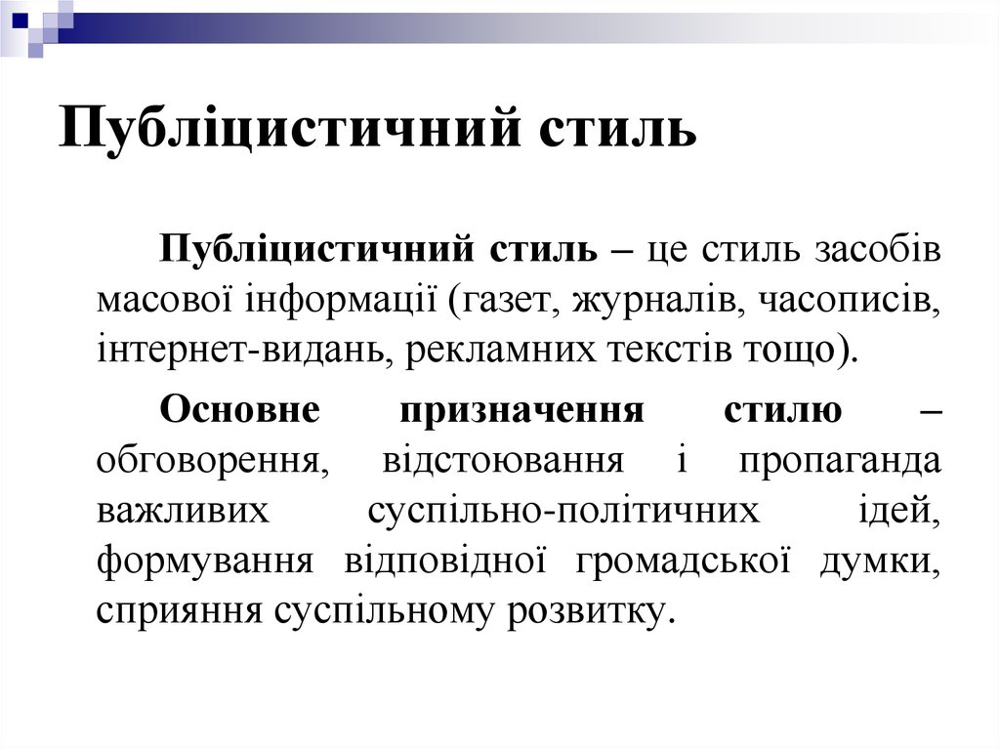 Публіцистичний стиль
Публіцистичний стиль – це стиль засобів
масової інформації (газет, журналів, часописів,
інтернет-видань, рекламних текстів тощо).
Основне призначення стилю –
обговорення, відстоювання і пропаганда
важливих суспільно-політичних ідей,
формування відповідної громадської думки,
сприяння суспільному розвитку.